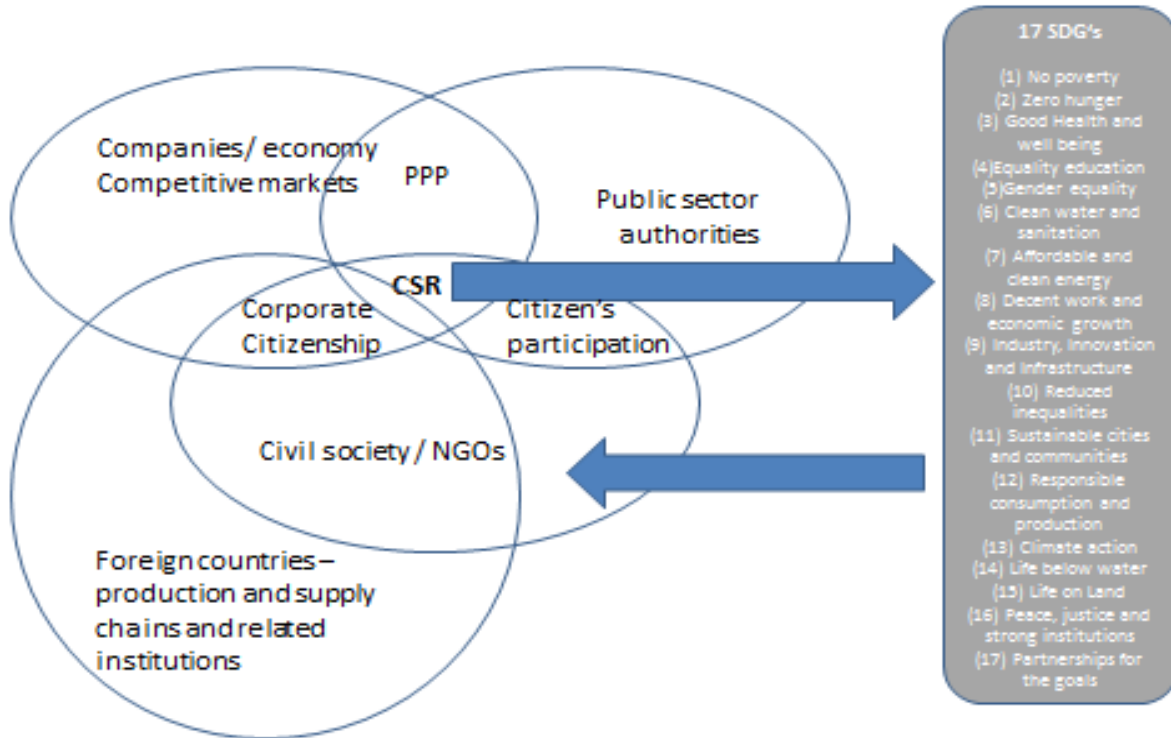 Companies/ economy
Competitive markets
PPP
Public sector
authorities
CSR
Corporate
Citizenship
Citizen's
participation
Civil society / NGOs
Foreign countries –
production and supply
chains and related
institutions
17 SDG's
(1) No poverty
(2) Zero hunger
(3) Good Health and
well being
(4)Equality education
(5)Gender equality
(6) Clean water and
sanitation
(7) Affordable and
clean energy
(8) Decent work and
economic growth
(9) Industry, Innovation
and Infrastructure
(10) Reduced
inequalities
(11) Sustainable cities
and communities
(12) Responsible
consumption and
production
(13) Climate action
(14) Life below water
(15) Life on Land
(16) Peace, justice and
strong institutions
(17) Partnerships for
the goals